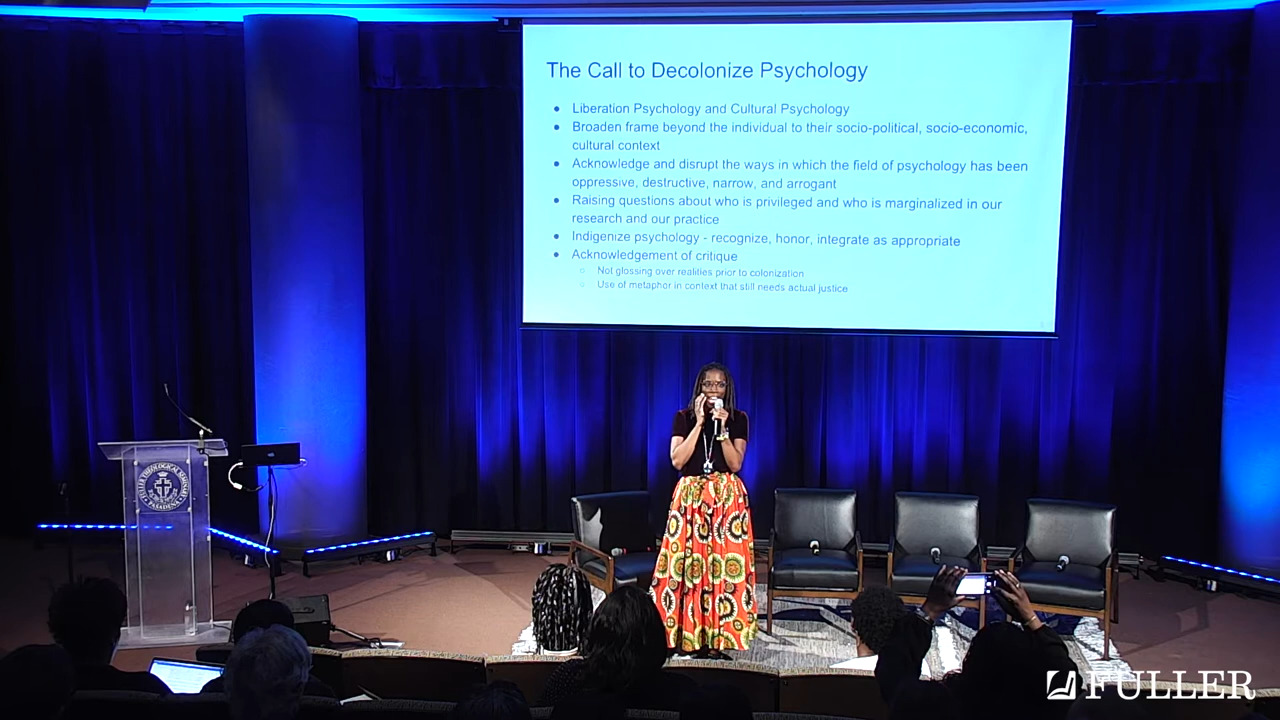 The Call to Decolonize Psychology
● Liberation Psychology and Cultural Psychology
● Broaden frame beyond the individual to their socio-political, socio-economic,
cultural context
● Acknowledge and disrupt the ways in which the field of psychology has been
oppressive, destructive, narrow, and arrogant
● Raising questions about who is privileged and who is marginalized in our
research and our practice
● Indigenize psychology - recognize, honor, integrate as appropriate
● Acknowledgement of critique
○ Not glossing over realities prior to colonization
○ Use of metaphor in context that still needs actual justice
FULLER THEOLOGICAL SEMINARY
PASADENA
FULLER